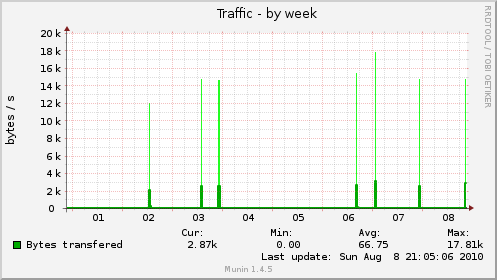 Traffic - by week
RRDTOOL / TOBI OETIKER
bytes / s
20 k
18 k
16 k
14 k
12 k
10 k
8 k
6 k
4 k
2 k
0
01 02 03 04 05 06 07 08
Cur: Min: Avg: Max:
Bytes transfered 2.87k 0.00 66.75 17.81k
Last update: Sun Aug 8 21:05:06 2010
Munin 1.4.5